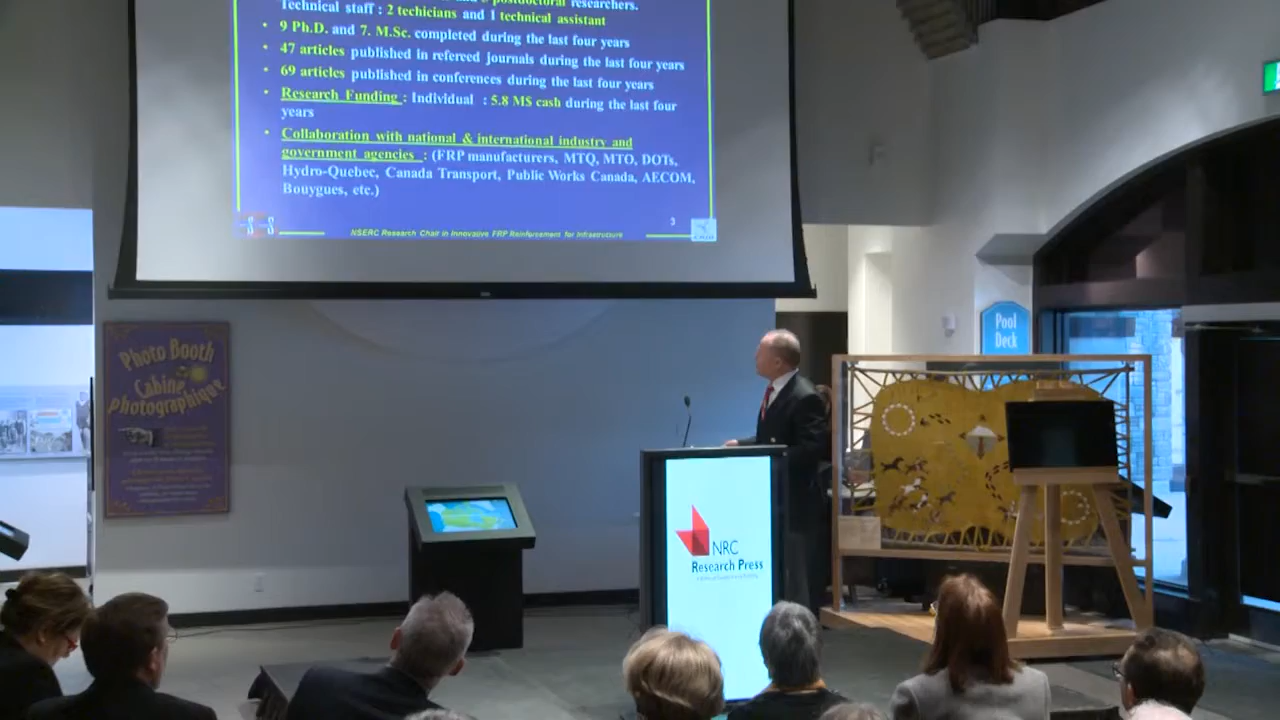 postdoctoral researchers.
Technical staff : 2 techicians and 1 technical assistant
• 9 Ph.D. and 7. M.Sc. completed during the last four years
• 47 articles published in refereed journals during the last four years
• 69 articles published in conferences during the last four years
• Research Funding : Individual : 5.8 M$ cash during the last four
years
• Collaboration with national & international industry and
government agencies : (FRP manufacturers, MTQ, MTO, DOTs,
Hydro-Quebec, Canada Transport, Public Works Canada, AECOM,
Bouygues, etc.)
3
NSERC Research Chair in Innovative FRP Reinforcement for Infrastructure
Photo Booth
Cabine
photographique
Pool
Deck
NRC
Research Press